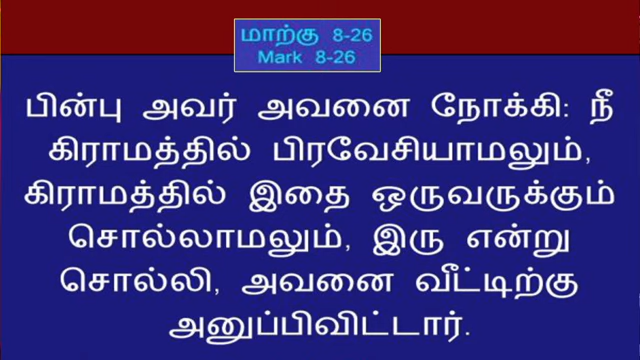 மாற்கு 8-26
Mark 8-26
பின்பு அவர் அவனை நோக்கி: நீ
கிராமத்தில் பிரவேசியாமலும்,
கிராமத்தில் இதை ஒருவருக்கும்
சொல்லாமலும், இரு என்று
சொல்லி, அவனை வீட்டிற்கு
அனுப்பிவிட்டார்.